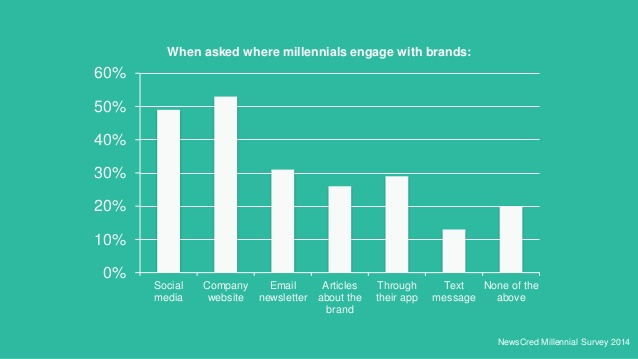 When asked where millennials engage with brands:
60%
50%
40%
30%
20%
10%
0%
Social media
Company website
Email newsletter
Articles about the brand
Through their app
Text message
None of the above
NewsCred Millennial Survey 2014